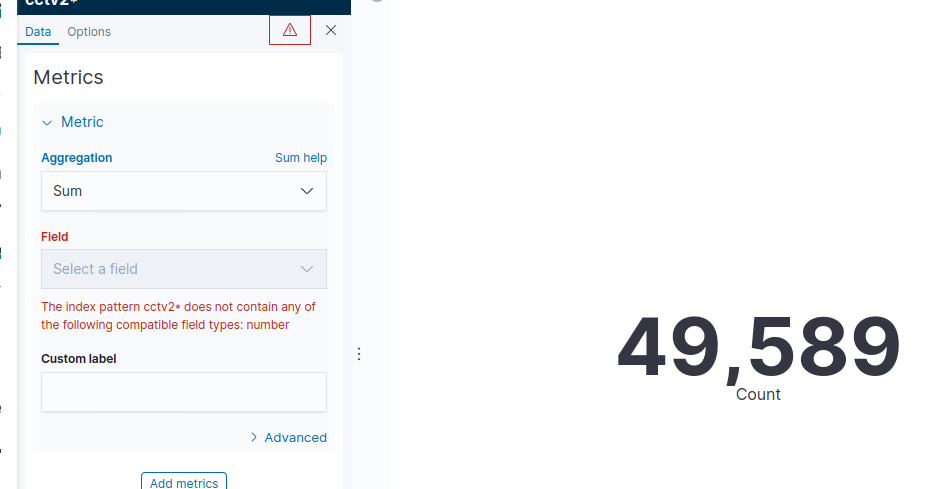 cctv2*
Data Options
Metrics
Metric
Aggregation Sum help
Sum
Field
Select a field
The index pattern cctv2* does not contain any of
the following compatible field types: number
Custom label
Advanced
Add metrics
49,589
Count